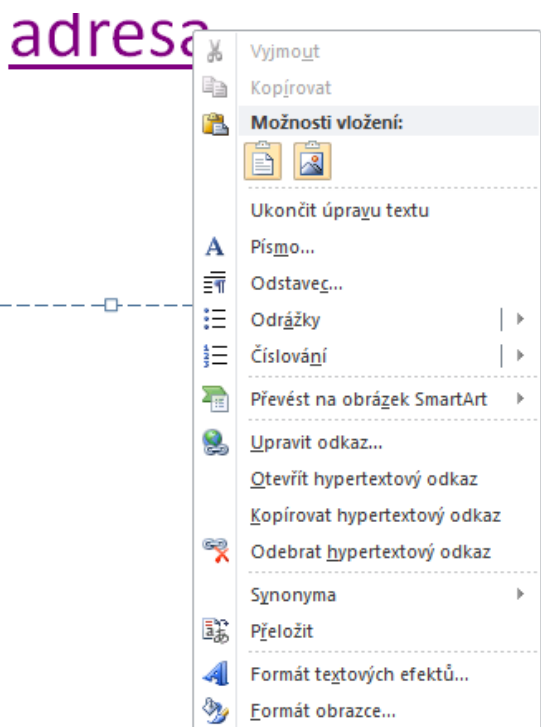 adresa
Vyjmout
Kopírovat
Možnosti vložení:
Ukončit úpravu textu
Písmo...
Odstavec...
Odrážky
Číslování
Převést na obrázek SmartArt
Upravit odkaz...
Otevřít hypertextový odkaz
Kopírovat hypertextový odkaz
Odebrat hypertextový odkaz
Synonyma
Přeložit
Formát textových efektů...
Formát obrazce...